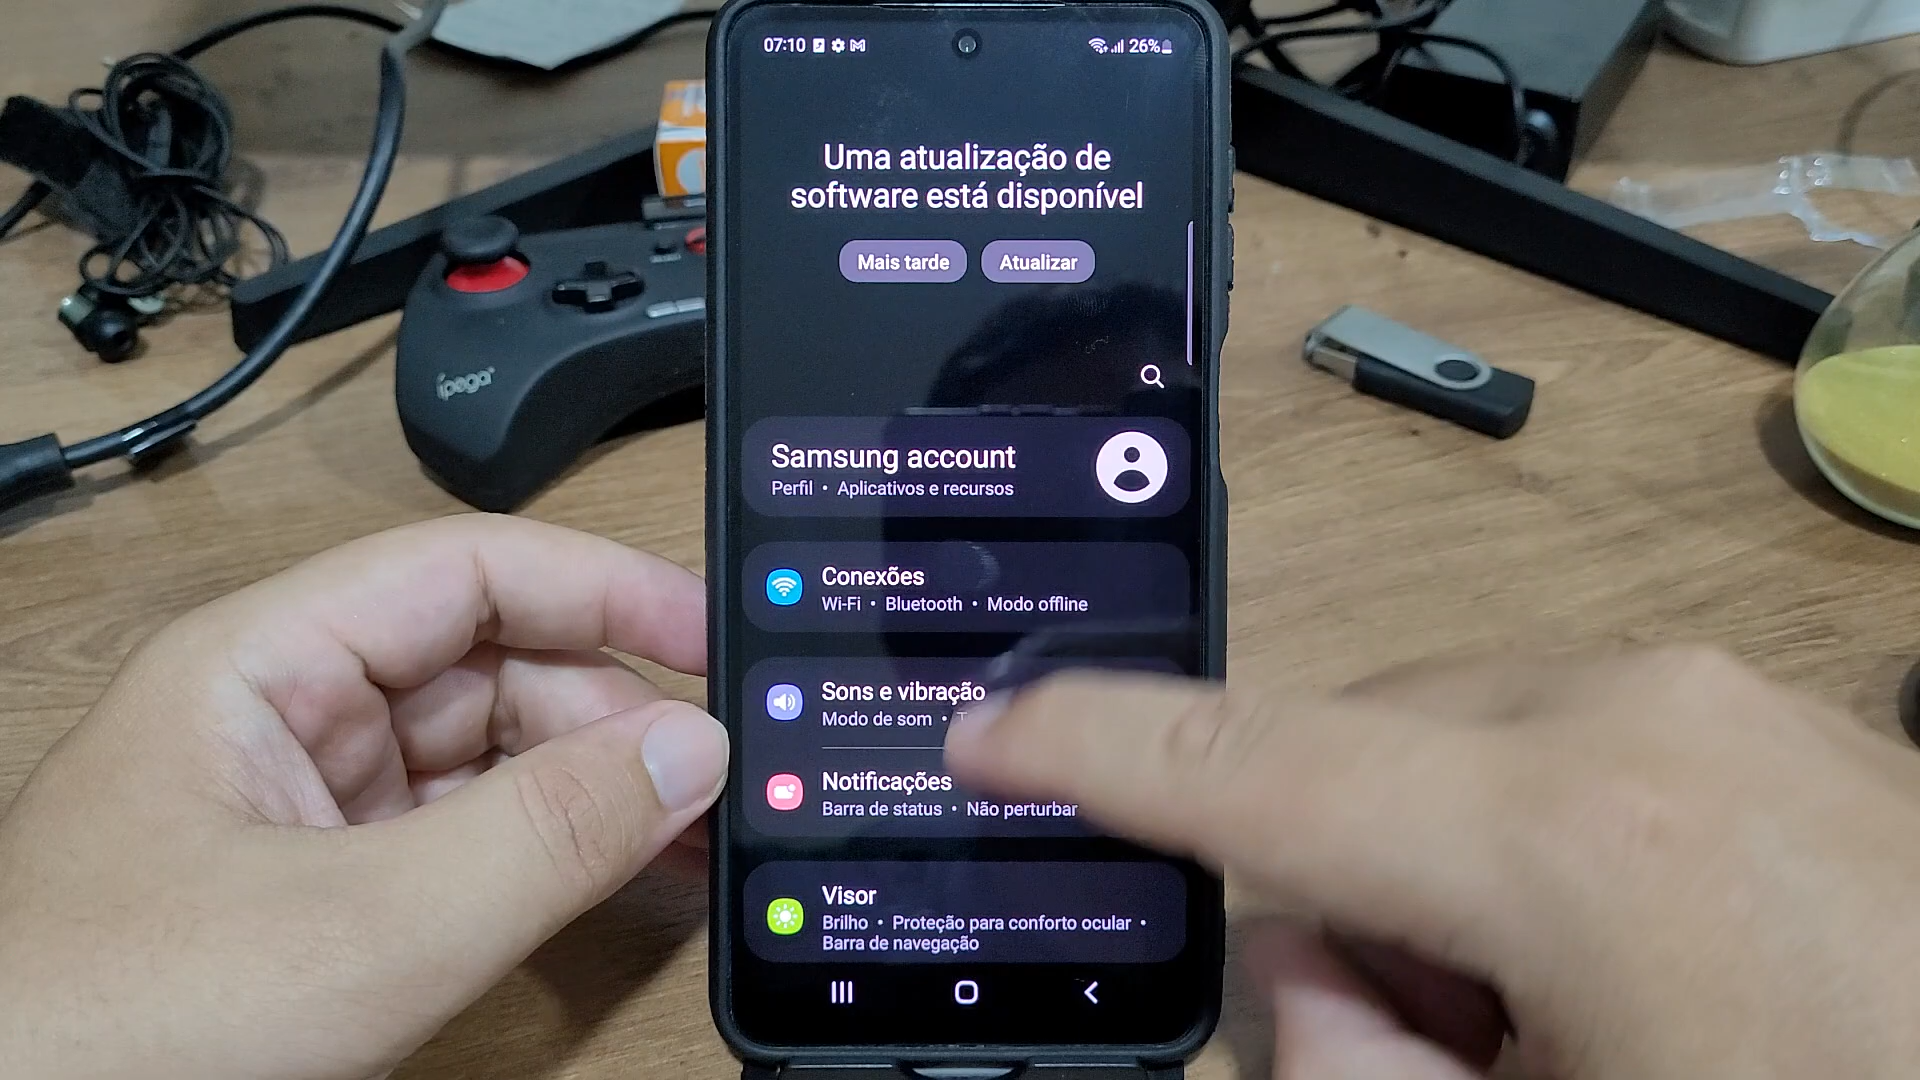 07:10
26%
Uma atualização de
software está disponível
Mais tarde
Atualizar
Samsung account
Perfil • Aplicativos e recursos
Conexões
Wi-Fi • Bluetooth • Modo offline
Sons e vibração
Modo de som •
Notificações
Barra de status • Não perturbar
Visor
Brilho • Proteção para conforto ocular •
Barra de navegação
ípega